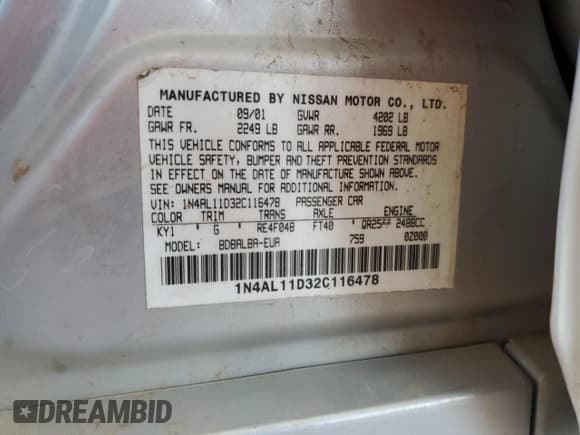 MANUFACTURED BY NISSAN MOTOR CO., LTD.
DATE 09/01 GVWR 4202 LB
GAWR FR. 2249 LB GAWR RR. 1969 LB
THIS VEHICLE CONFORMS TO ALL APPLICABLE FEDERAL MOTOR
VEHICLE SAFETY, BUMPER AND THEFT PREVENTION STANDARDS
IN EFFECT ON THE DATE OF MANUFACTURE SHOWN ABOVE.
SEE OWNERS MANUAL FOR ADDITIONAL INFORMATION.
VIN: 1N4AL11D32C116478 PASSENGER CAR
COLOR TRIM TRANS AXLE ENGINE
KY1 G RE4F04B FT40 QR25** 2488CC
MODEL: BDBALBA-EUA 759 0Z000
1N4AL11D32C116478
DREAMBID